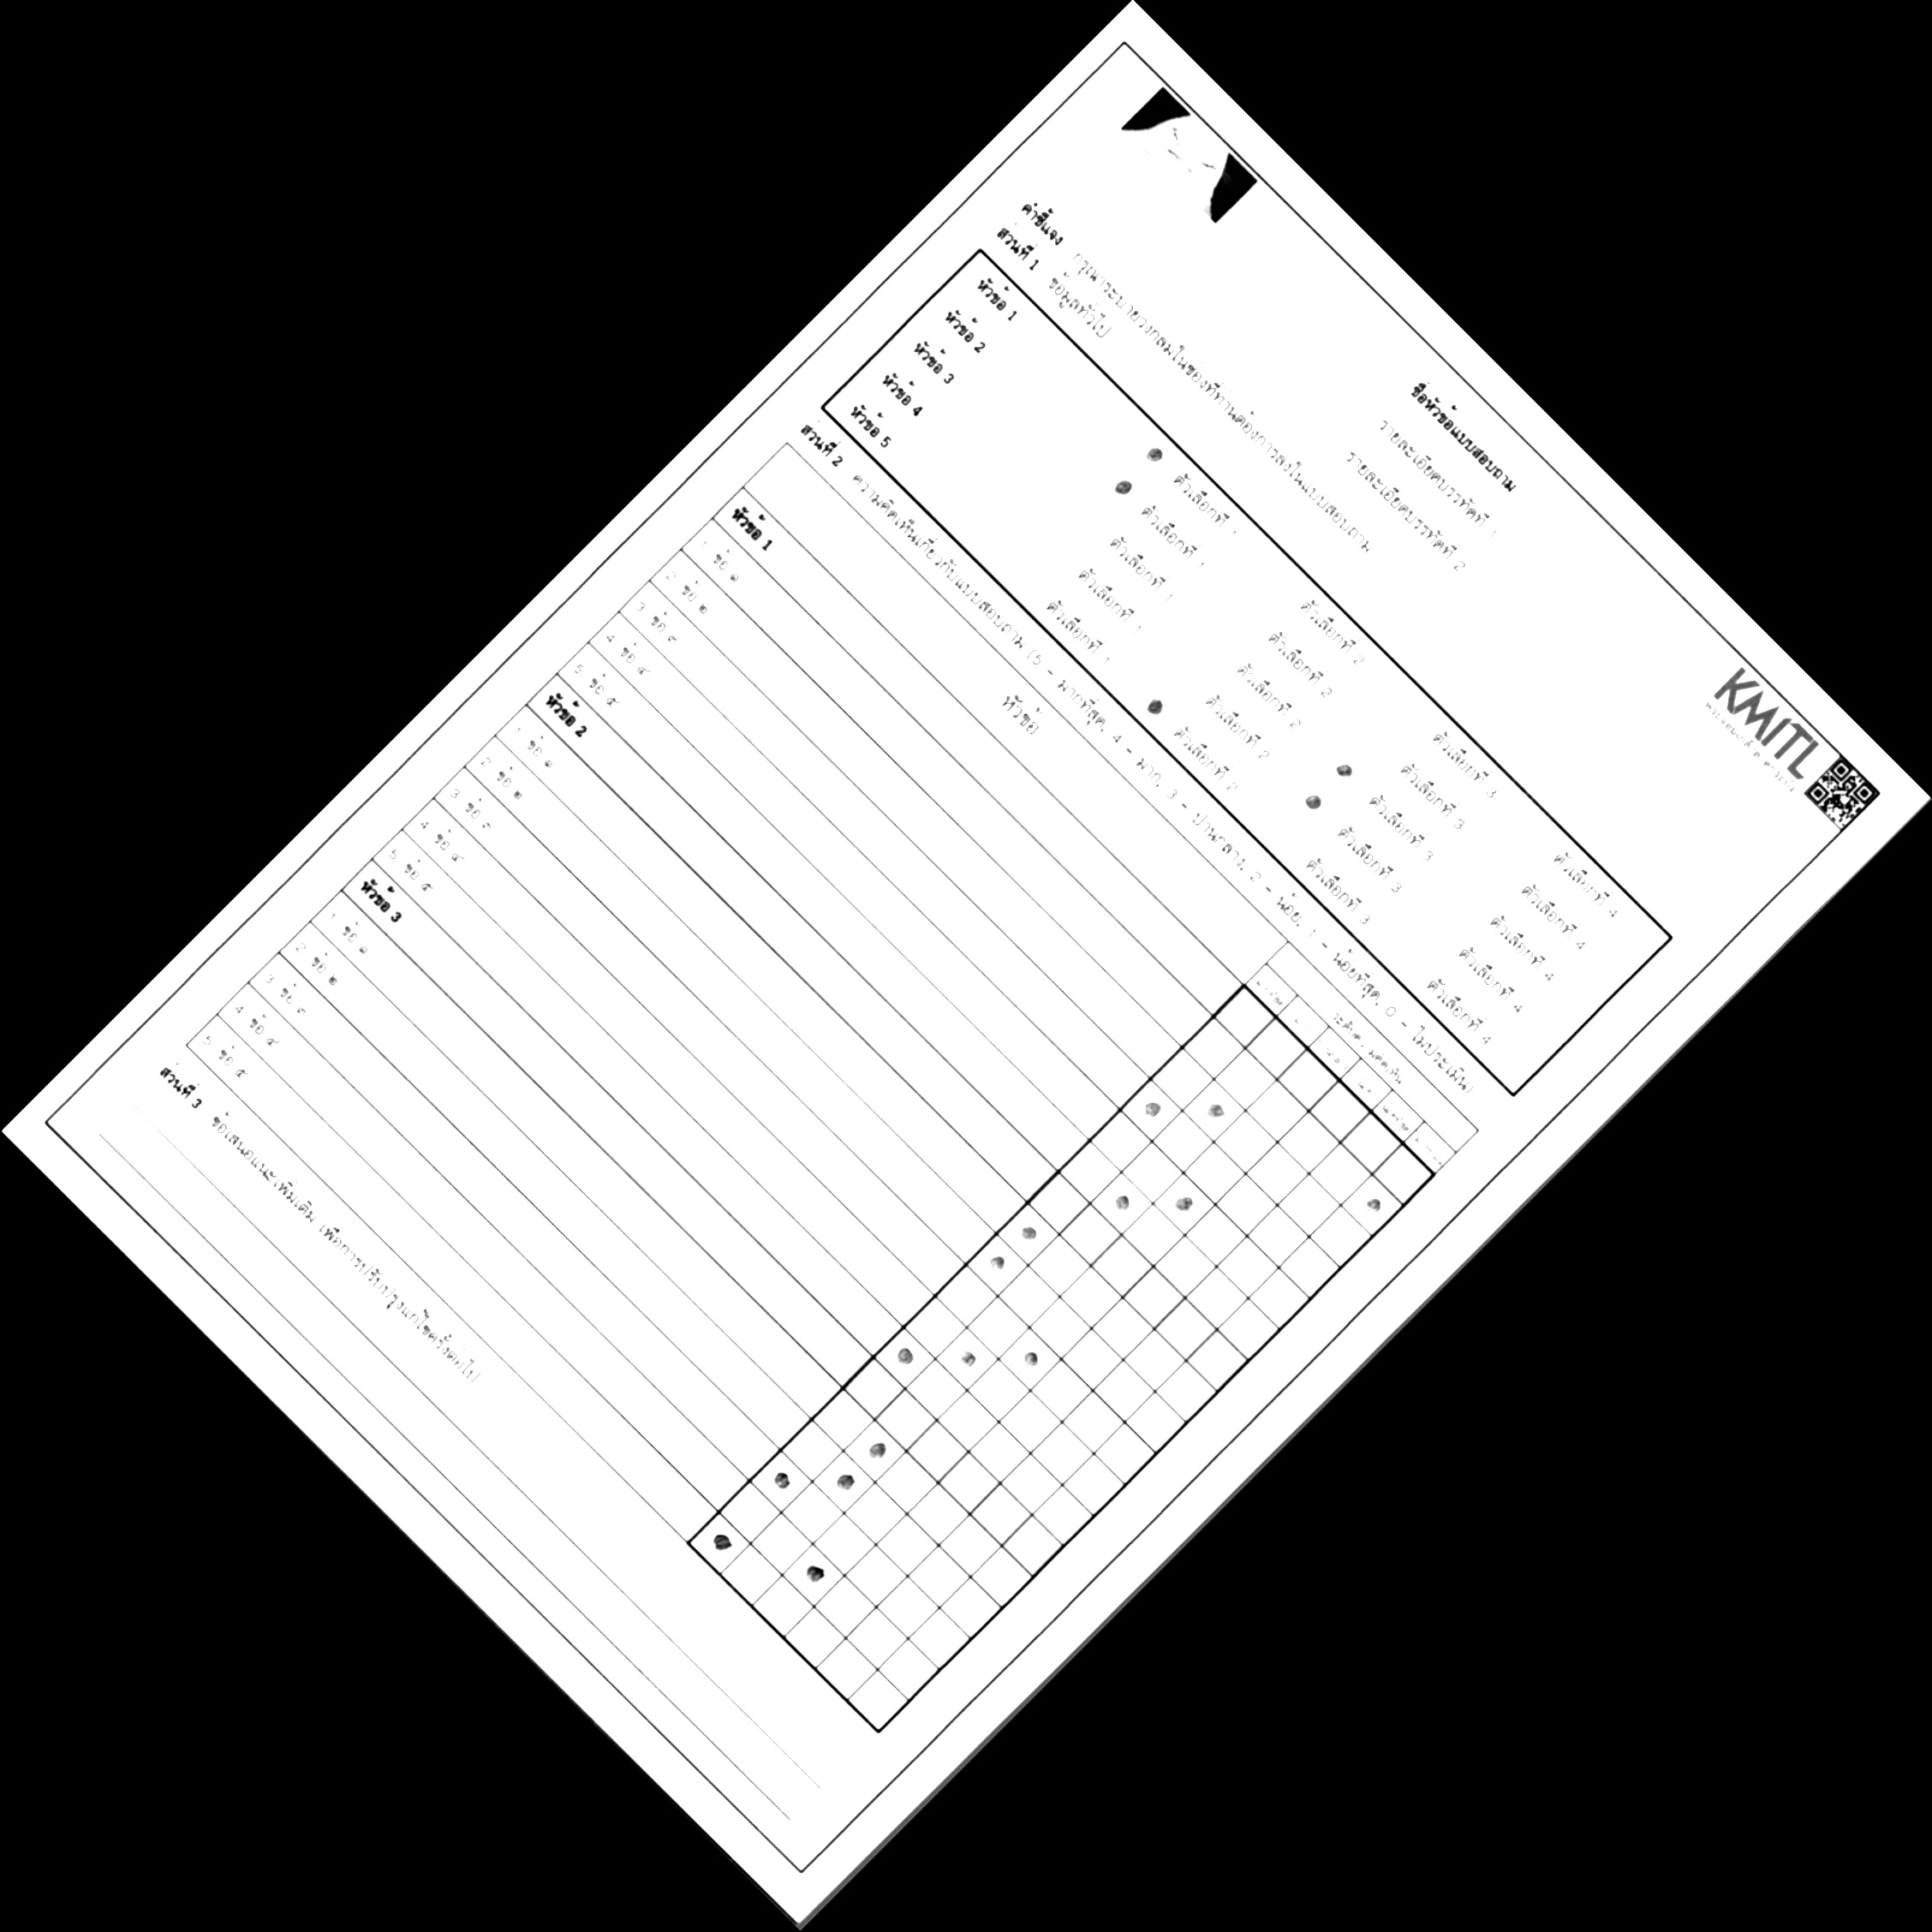 KMITL
ชื่อหัวข้อแบบสอบถาม
รายละเอียดบรรทัดที่ 1
รายละเอียดบรรทัดที่ 2
คำชี้แจง กรุณาระบายวงกลมในช่องที่ท่านต้องการลงในแบบสอบถาม
ส่วนที่ 1 ข้อมูลทั่วไป
หัวข้อ 1 ตัวเลือกที่ 1 ตัวเลือกที่ 2 ตัวเลือกที่ 3 ตัวเลือกที่ 4
หัวข้อ 2 ตัวเลือกที่ 1 ตัวเลือกที่ 2 ตัวเลือกที่ 3 ตัวเลือกที่ 4
หัวข้อ 3 ตัวเลือกที่ 1 ตัวเลือกที่ 2 ตัวเลือกที่ 3 ตัวเลือกที่ 4
หัวข้อ 4 ตัวเลือกที่ 1 ตัวเลือกที่ 2 ตัวเลือกที่ 3 ตัวเลือกที่ 4
หัวข้อ 5 ตัวเลือกที่ 1 ตัวเลือกที่ 2 ตัวเลือกที่ 3 ตัวเลือกที่ 4
ส่วนที่ 2 ความคิดเห็นเกี่ยวกับแบบสอบถาม (5 - มากที่สุด, 4 - มาก, 3 - ปานกลาง, 2 - น้อย, 1 - น้อยที่สุด, 0 - ไม่ประเมิน)
หัวข้อ ระดับความคิดเห็น
หัวข้อ 1
1 ข้อ ๑
2 ข้อ ๒
3 ข้อ ๓
4 ข้อ ๔
5 ข้อ ๕
หัวข้อ 2
1 ข้อ ๑
2 ข้อ ๒
3 ข้อ ๓
4 ข้อ ๔
5 ข้อ ๕
หัวข้อ 3
1 ข้อ ๑
2 ข้อ ๒
3 ข้อ ๓
4 ข้อ ๔
5 ข้อ ๕
ส่วนที่ 3 ข้อเสนอแนะเพิ่มเติม เพื่อการปรับปรุงแก้ไขครั้งต่อไป